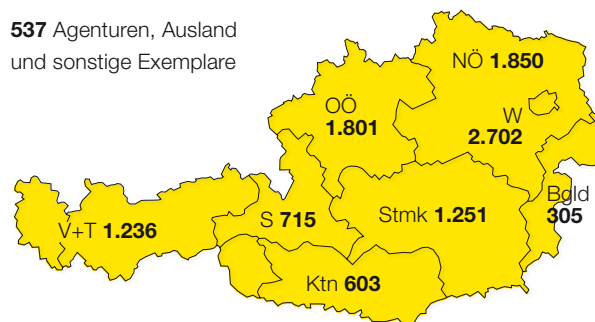 537 Agenturen, Ausland
und sonstige Exemplare
NÖ 1.850
OÖ
1.801
W
2.702
Bgld
305
V+T 1.236
S 715
Stmk 1.251
Ktn 603